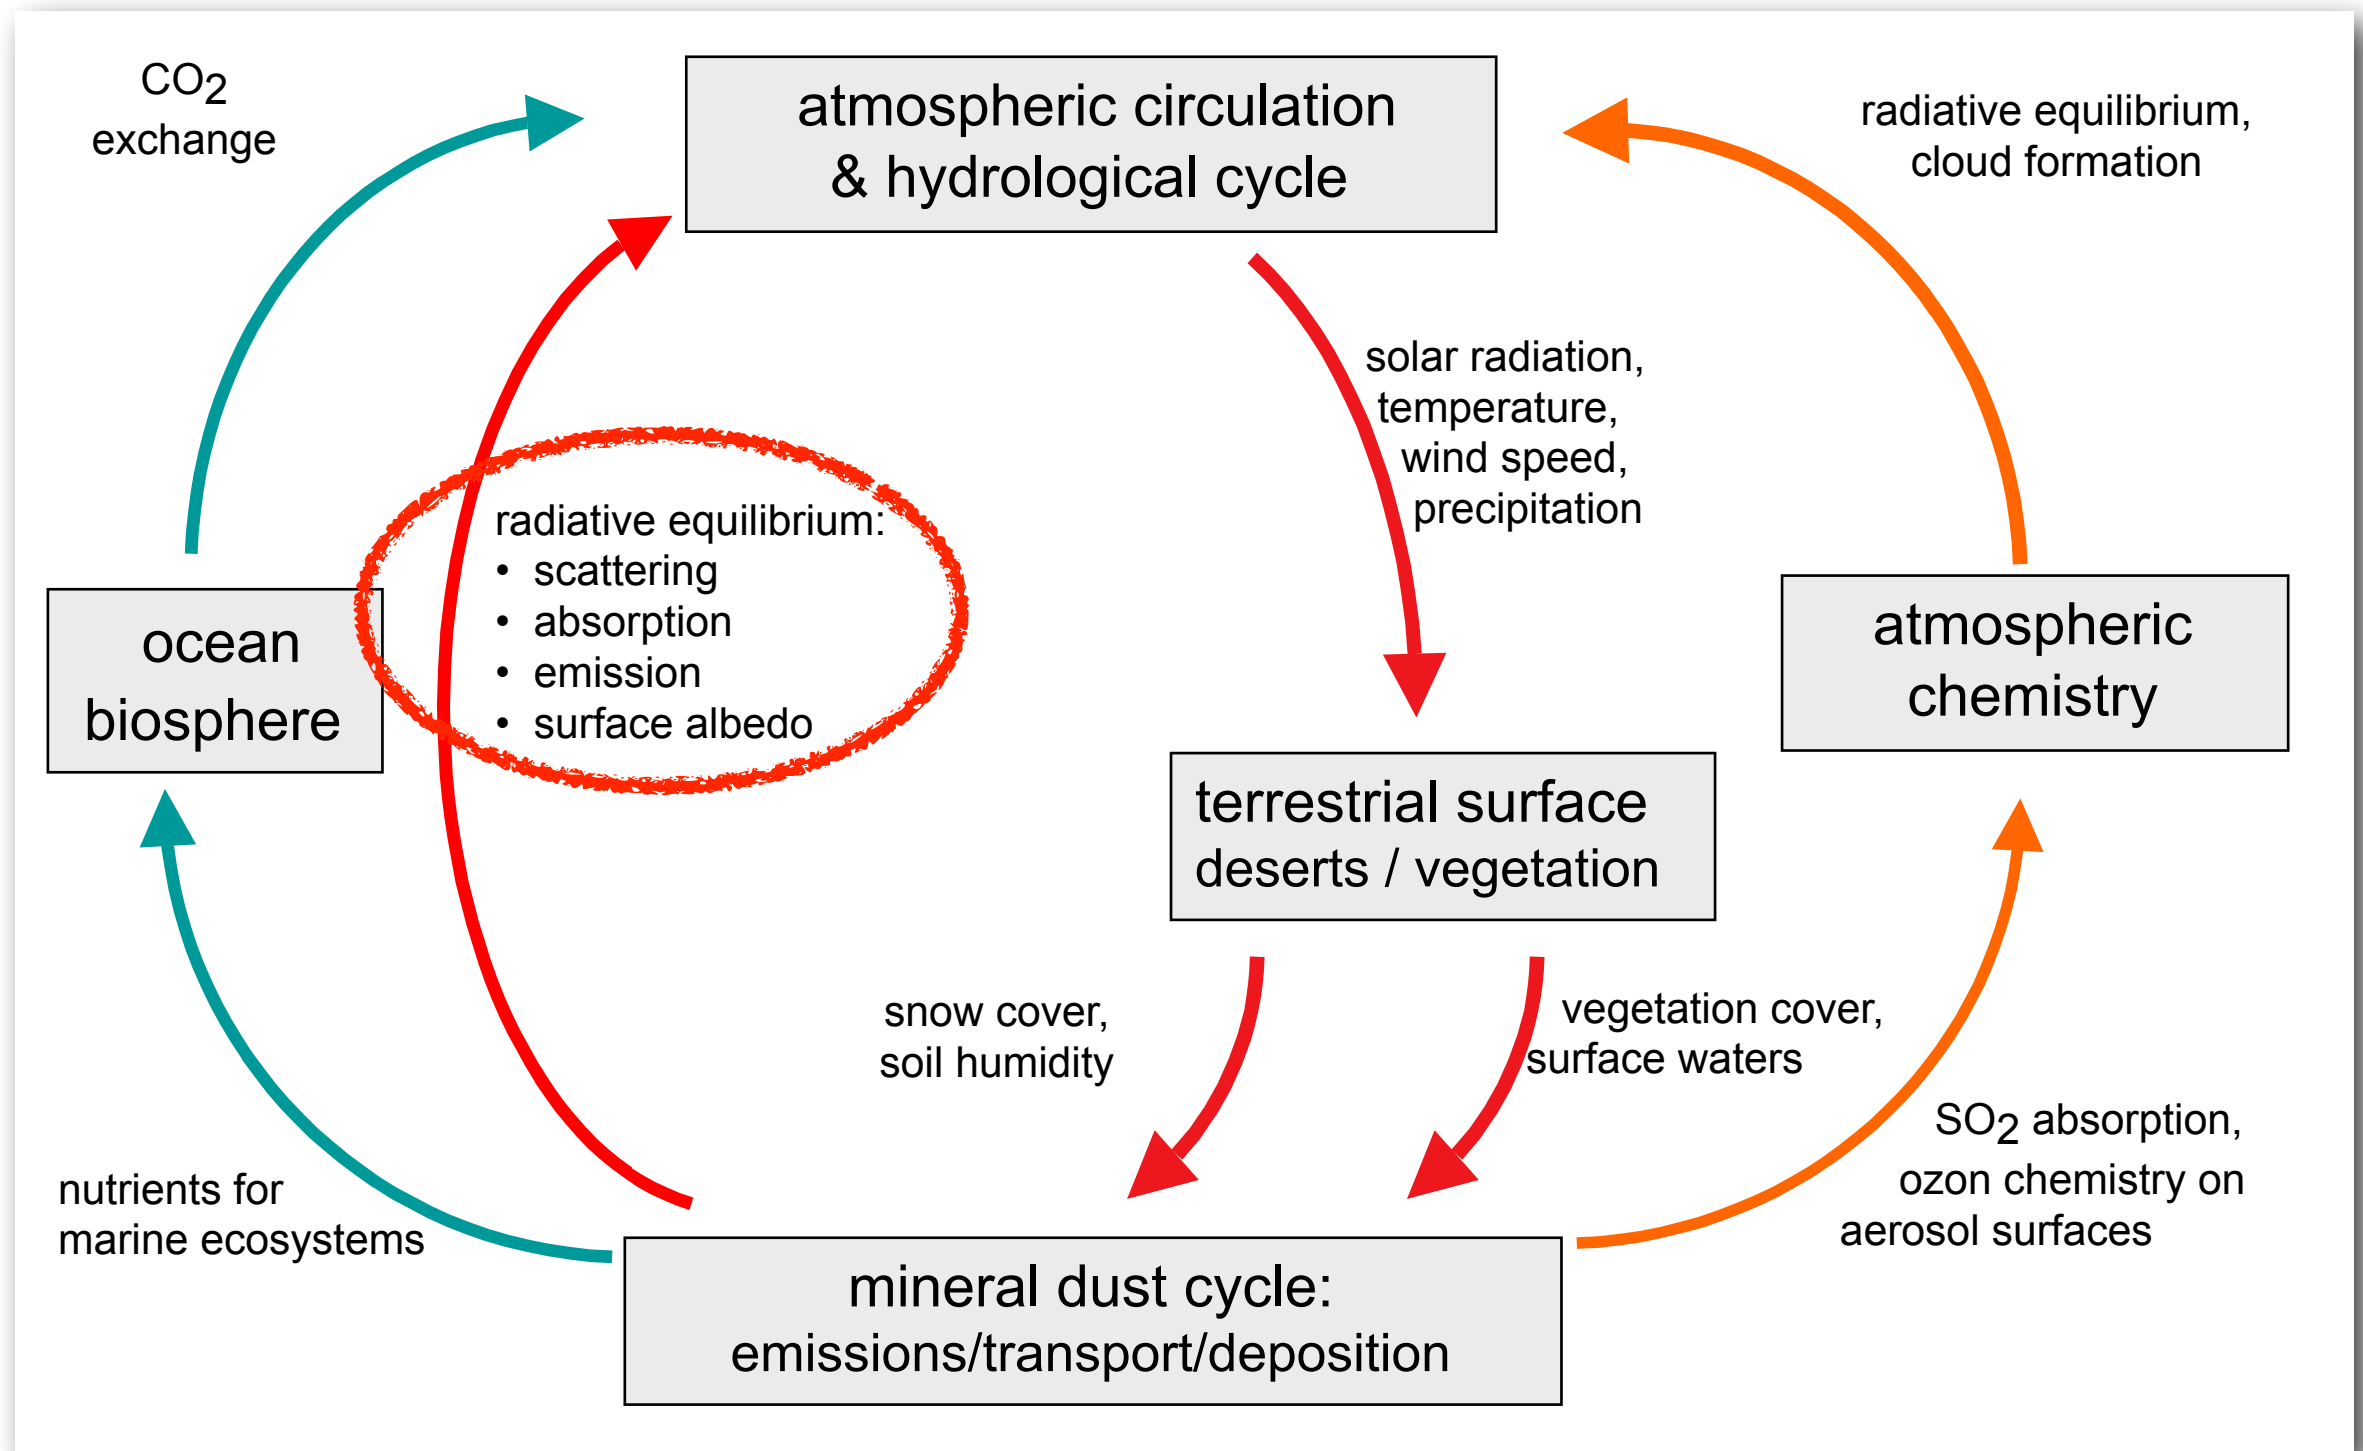 CO2
exchange
atmospheric circulation
& hydrological cycle
radiative equilibrium,
cloud formation
solar radiation,
temperature,
wind speed,
precipitation
radiative equilibrium:
• scattering
• absorption
• emission
• surface albedo
ocean
biosphere
atmospheric
chemistry
terrestrial surface
deserts / vegetation
snow cover,
soil humidity
vegetation cover,
surface waters
SO2 absorption,
ozon chemistry on
aerosol surfaces
nutrients for
marine ecosystems
mineral dust cycle:
emissions/transport/deposition